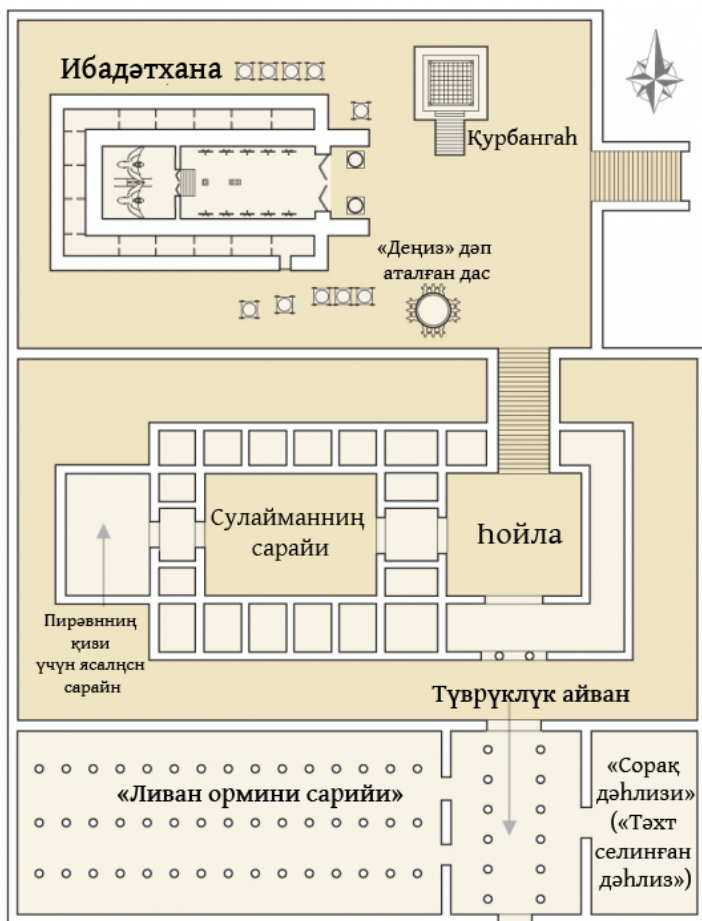 Ибадәтхана
Қурбангаһ
«Деңиз» дәп
аталған дас
Сулайманниң
сарайи
Һойла
Пирәвнниң
қизи
үчүн ясалңсн
сарайн
Түврүклүк айван
«Ливан ормини сарийи»
«Сорақ
дәһлизи»
(«Тәхт
селинған
дәһлиз»)